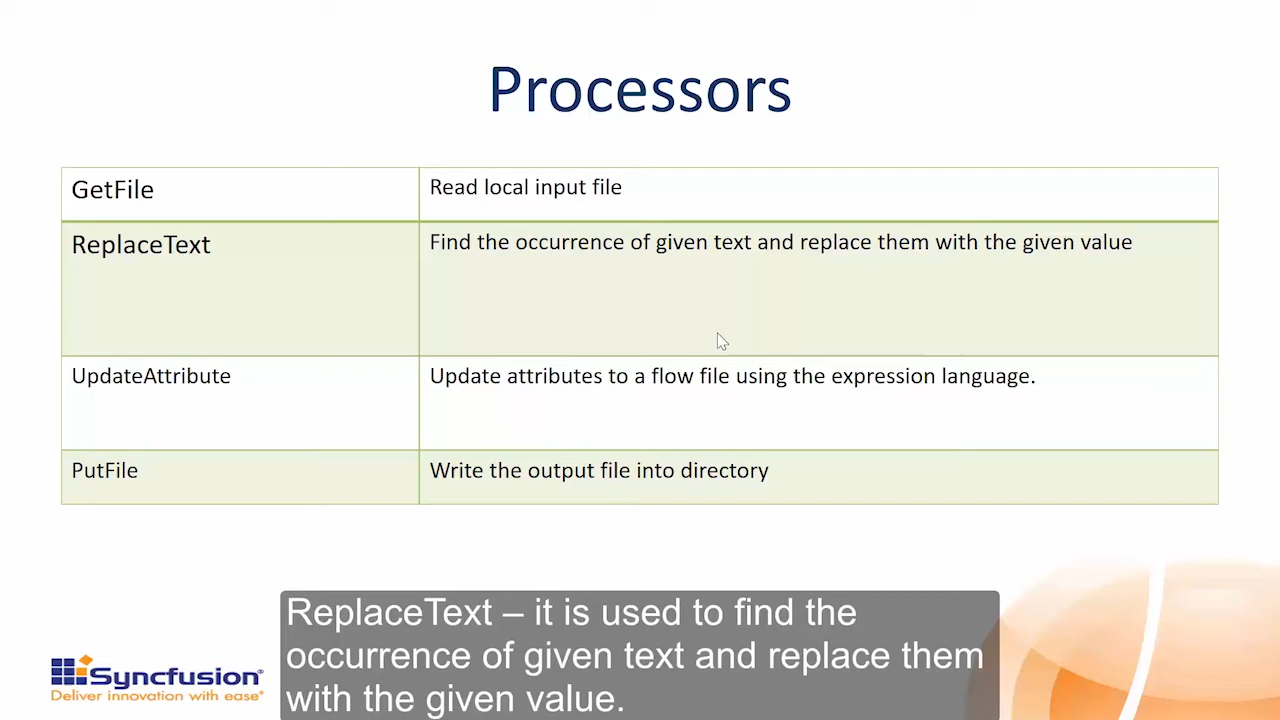 Processors
GetFile
Read local input file
ReplaceText
Find the occurrence of given text and replace them with the given value
UpdateAttribute
Update attributes to a flow file using the expression language.
PutFile
Write the output file into directory
ReplaceText – it is used to find the
occurrence of given text and replace them
with the given value.
Syncfusion®
Deliver innovation with ease®